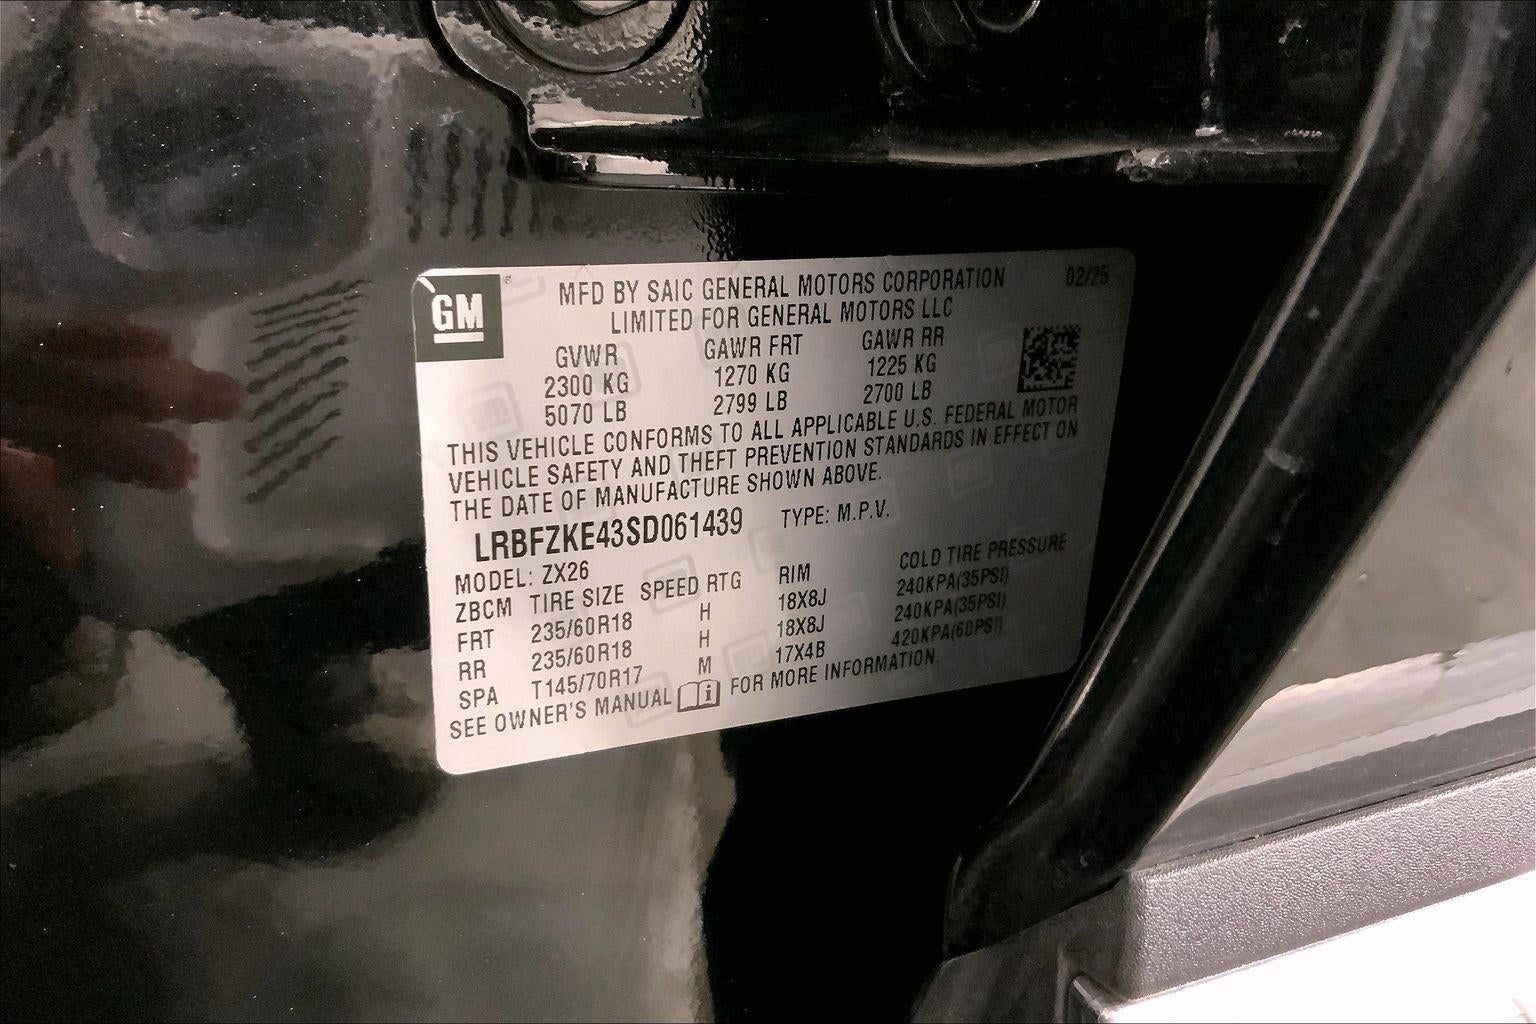 GM
MFD BY SAIC GENERAL MOTORS CORPORATION 02/25
LIMITED FOR GENERAL MOTORS LLC
GVWR GAWR FRT GAWR RR
2300 KG 1270 KG 1225 KG
5070 LB 2799 LB 2700 LB
THIS VEHICLE CONFORMS TO ALL APPLICABLE U.S. FEDERAL MOTOR
VEHICLE SAFETY AND THEFT PREVENTION STANDARDS IN EFFECT ON
THE DATE OF MANUFACTURE SHOWN ABOVE.
LRBFZKE43SD061439 TYPE: M.P.V.
MODEL: ZX26
ZBCM TIRE SIZE SPEED RTG RIM COLD TIRE PRESSURE
FRT 235/60R18 H 18X8J 240KPA(35PSI)
RR 235/60R18 H 18X8J 240KPA(35PSI)
SPA T145/70R17 M 17X4B 420KPA(60PSI)
SEE OWNER'S MANUAL i FOR MORE INFORMATION.